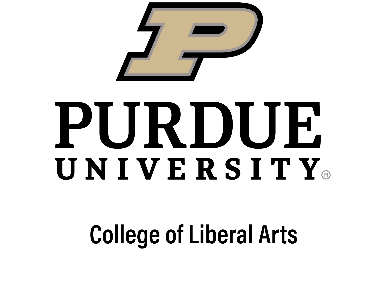 P
PURDUE
UNIVERSITY®
College of Liberal Arts